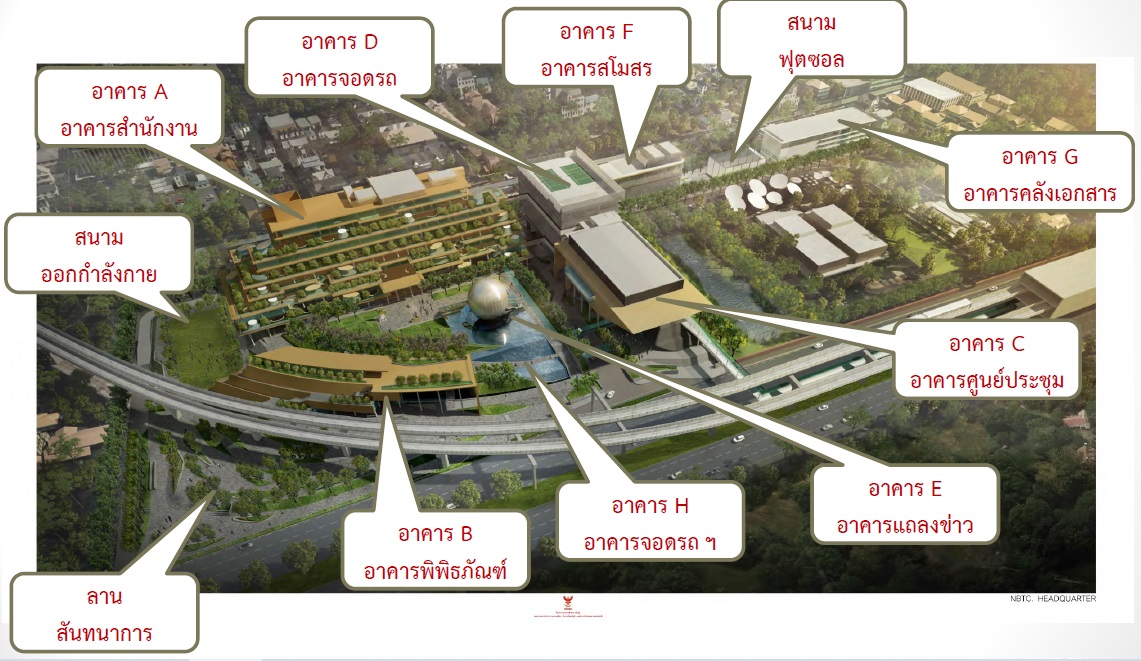 อาคาร D
อาคารจอดรถ
อาคาร F
อาคารสโมสร
สนาม
ฟุตซอล
อาคาร A
อาคารสำนักงาน
อาคาร G
อาคารคลังเอกสาร
สนาม
ออกกำลังกาย
อาคาร C
อาคารศูนย์ประชุม
อาคาร E
อาคารแถลงข่าว
อาคาร H
อาคารจอดรถ ฯ
อาคาร B
อาคารพิพิธภัณฑ์
ลาน
สันทนาการ
NBTC. HEADQUARTER